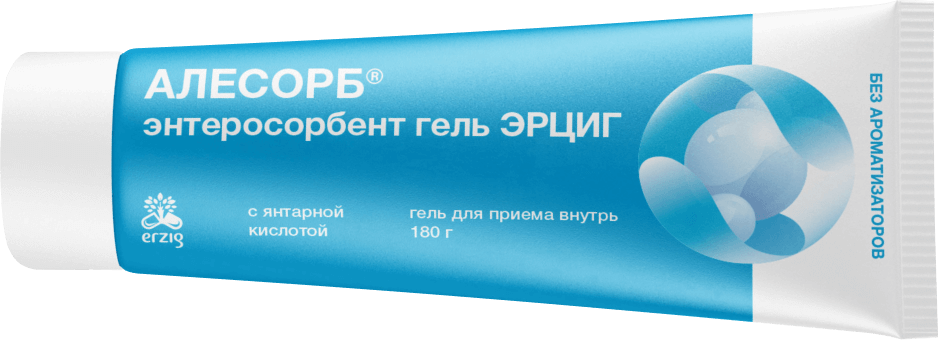 АЛЕСОРБ®
энтеросорбент гель ЭРЦИГ
erzig
с янтарной
кислотой
гель для приема внутрь
180 г
БЕЗ АРОМАТИЗАТОРОВ